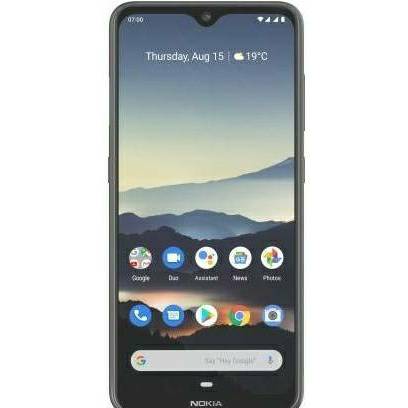 07:00
Thursday, Aug 15 | 19°C
Google Duo Assistant News Photos
G Say "Hey Google"
NOKIA